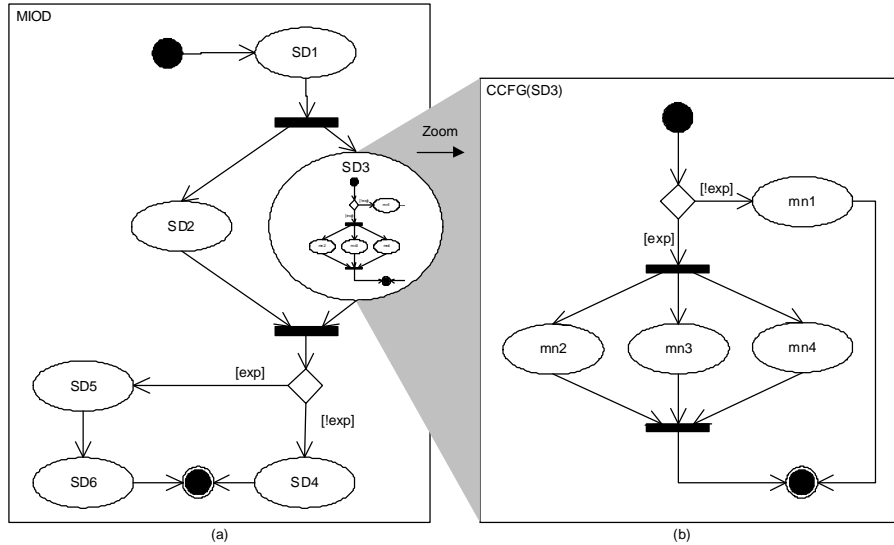 MIOD
SD1
SD2
SD3
[exp]
[!exp]
SD5
SD6
SD4
(a)
Zoom
CCFG(SD3)
[!exp]
mn1
[exp]
mn2
mn3
mn4
(b)